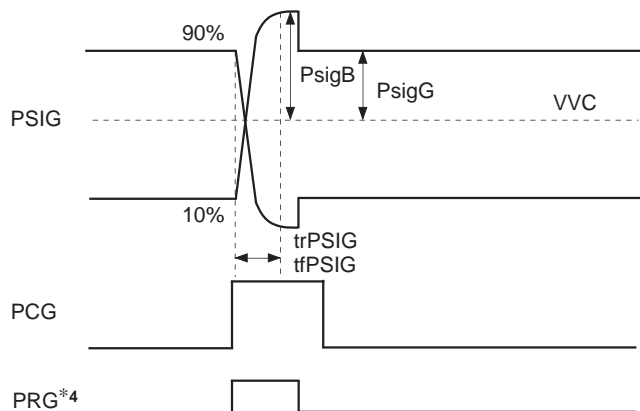 90%
PsigB
PsigG
VVC
PSIG
10%
trPSIG
tfPSIG
PCG
PRG*4